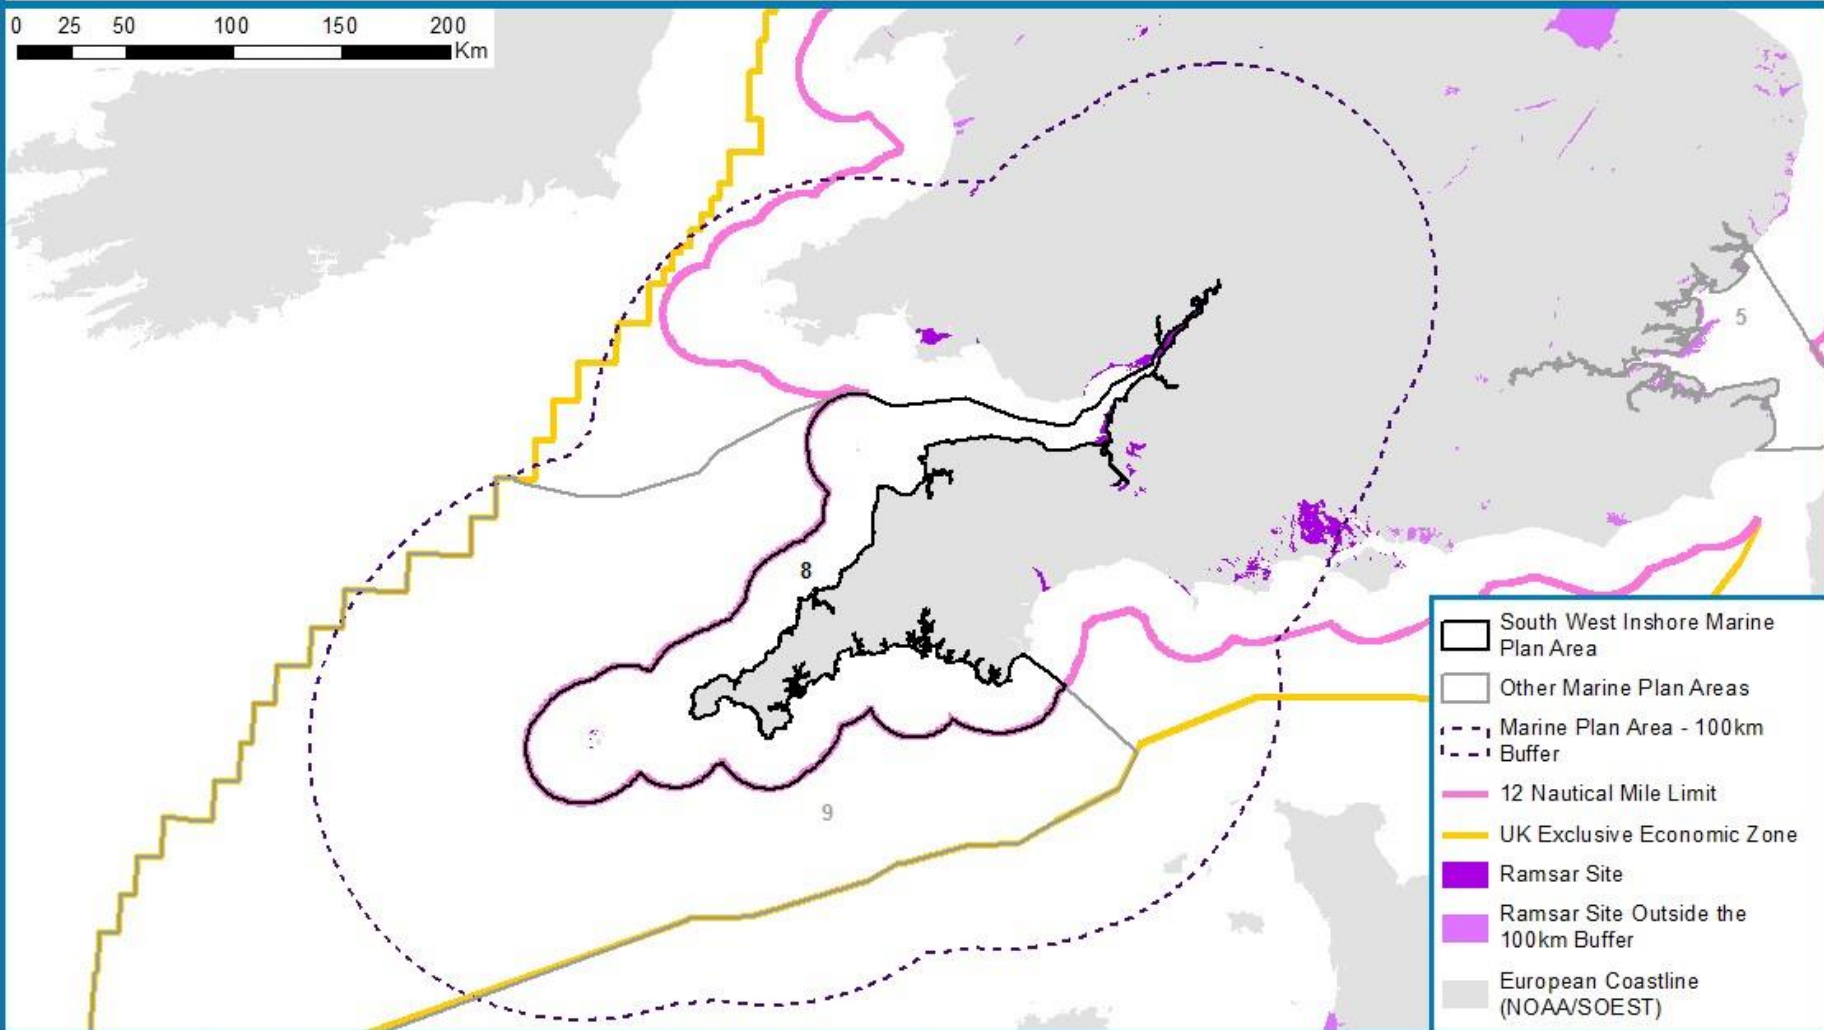 0 25 50 100 150 200
Km
5
8
9
South West Inshore Marine
Plan Area
Other Marine Plan Areas
Marine Plan Area - 100km
Buffer
12 Nautical Mile Limit
UK Exclusive Economic Zone
Ramsar Site
Ramsar Site Outside the
100km Buffer
European Coastline
(NOAA/SOEST)